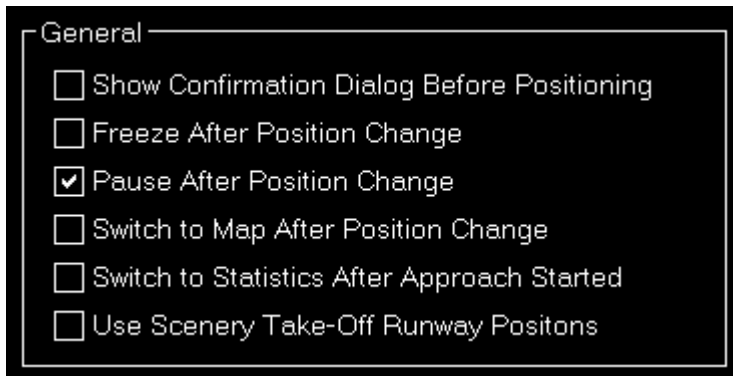 General
Show Confirmation Dialog Before Positioning
Freeze After Position Change
Pause After Position Change
Switch to Map After Position Change
Switch to Statistics After Approach Started
Use Scenery Take-Off Runway Positons